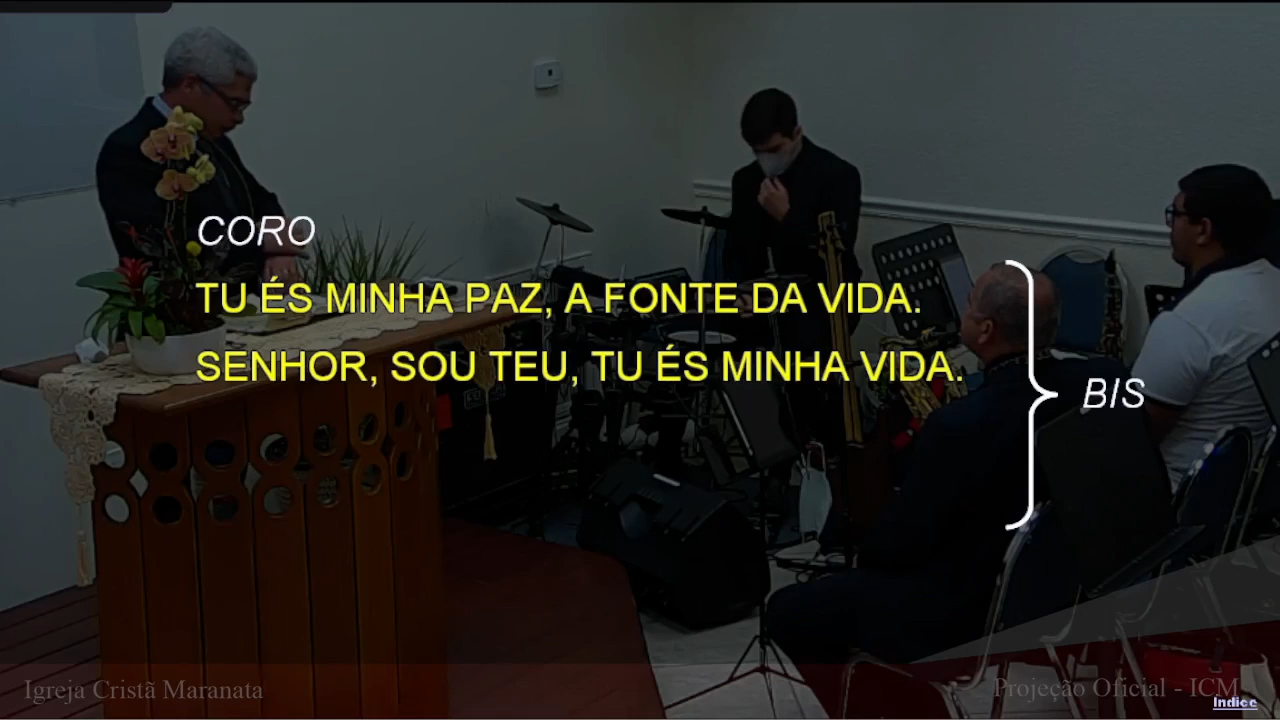 CORO
TU ÉS MINHA PAZ, A FONTE DA VIDA.
SENHOR, SOU TEU, TU ÉS MINHA VIDA.
BIS
Igreja Cristã Maranata
Projeção Oficial - ICM
Indice